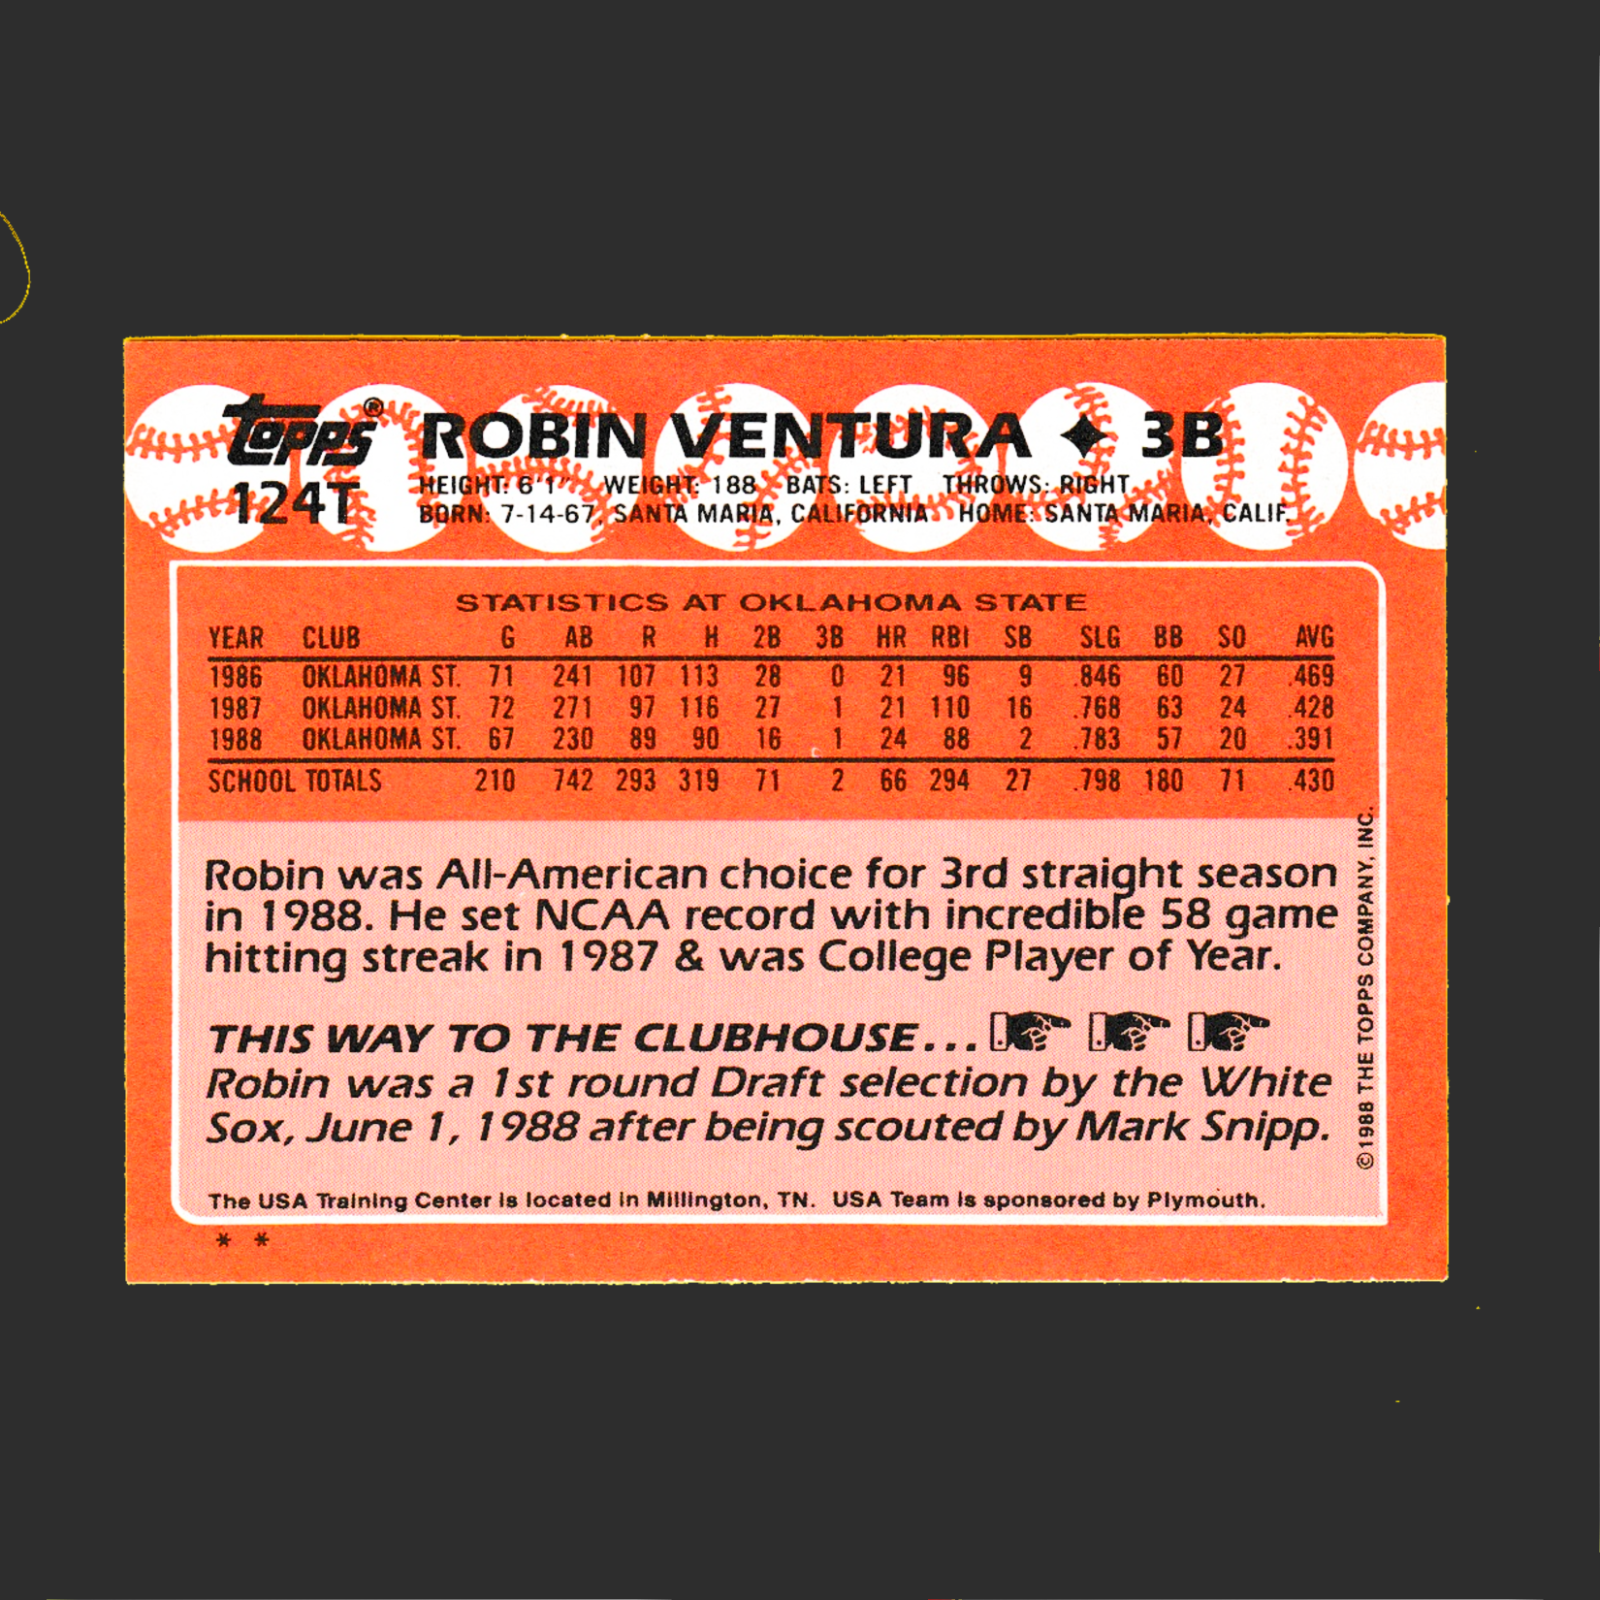 topps® ROBIN VENTURA ✦ 3B
124T HEIGHT: 6'1" WEIGHT: 188 BATS: LEFT THROWS: RIGHT
BORN: 7-14-67, SANTA MARIA, CALIFORNIA HOME: SANTA MARIA, CALIF.
STATISTICS AT OKLAHOMA STATE
YEAR CLUB G AB R H 2B 3B HR RBI SB SLG BB SO AVG
1986 OKLAHOMA ST. 71 241 107 113 28 0 21 96 9 .846 60 27 .469
1987 OKLAHOMA ST. 72 271 97 116 27 1 21 110 16 .768 63 24 .428
1988 OKLAHOMA ST. 67 230 89 90 16 1 24 88 2 .783 57 20 .391
SCHOOL TOTALS 210 742 293 319 71 2 66 294 27 .798 180 71 .430
Robin was All-American choice for 3rd straight season
in 1988. He set NCAA record with incredible 58 game
hitting streak in 1987 & was College Player of Year.
THIS WAY TO THE CLUBHOUSE...
Robin was a 1st round Draft selection by the White
Sox, June 1, 1988 after being scouted by Mark Snipp.
The USA Training Center is located in Millington, TN. USA Team is sponsored by Plymouth.
* *
©1988 THE TOPPS COMPANY, INC.